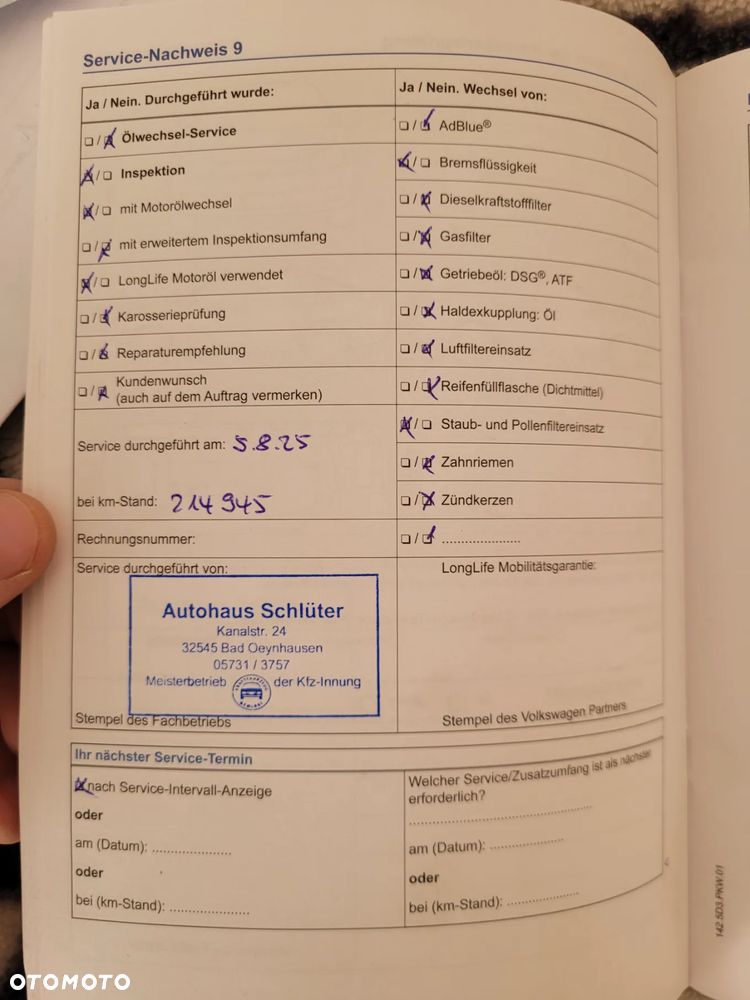 Service-Nachweis 9
Ja / Nein. Durchgeführt wurde:
☐ / ☒ Ölwechsel-Service
☒ / ☐ Inspektion
☒ / ☐ mit Motorölwechsel
☐ / ☒ mit erweitertem Inspektionsumfang
☒ / ☐ LongLife Motoröl verwendet
☐ / ☒ Karosserieprüfung
☐ / ☒ Reparaturempfehlung
☐ / ☒ Kundenwunsch
(auch auf dem Auftrag vermerken)
Service durchgeführt am: 5.8.25
bei km-Stand: 214945
Rechnungsnummer:
Service durchgeführt von:
Autohaus Schlüter
Kanalstr. 24
32545 Bad Oeynhausen
05731 / 3757
Meisterbetrieb der Kfz-Innung
Stempel des Fachbetriebs
Ja / Nein. Wechsel von:
☐ / ☒ AdBlue®
☒ / ☐ Bremsflüssigkeit
☐ / ☒ Dieselkraftstofffilter
☐ / ☒ Gasfilter
☐ / ☒ Getriebeöl: DSG®, ATF
☐ / ☒ Haldexkupplung: Öl
☐ / ☒ Luftfiltereinsatz
☐ / ☒ Reifenfüllflasche (Dichtmittel)
☒ / ☐ Staub- und Pollenfiltereinsatz
☐ / ☒ Zahnriemen
☐ / ☒ Zündkerzen
☐ / ☒ .....................
LongLife Mobilitätsgarantie:
Stempel des Volkswagen Partners
Ihr nächster Service-Termin
☒ nach Service-Intervall-Anzeige
oder
am (Datum): .....................
oder
bei (km-Stand): .....................
Welcher Service/Zusatzumfang ist als nächster
erforderlich?
..................................................
am (Datum): ...................
oder
bei (km-Stand): ...................
142.5D3.PKW.01
OTOMOTO